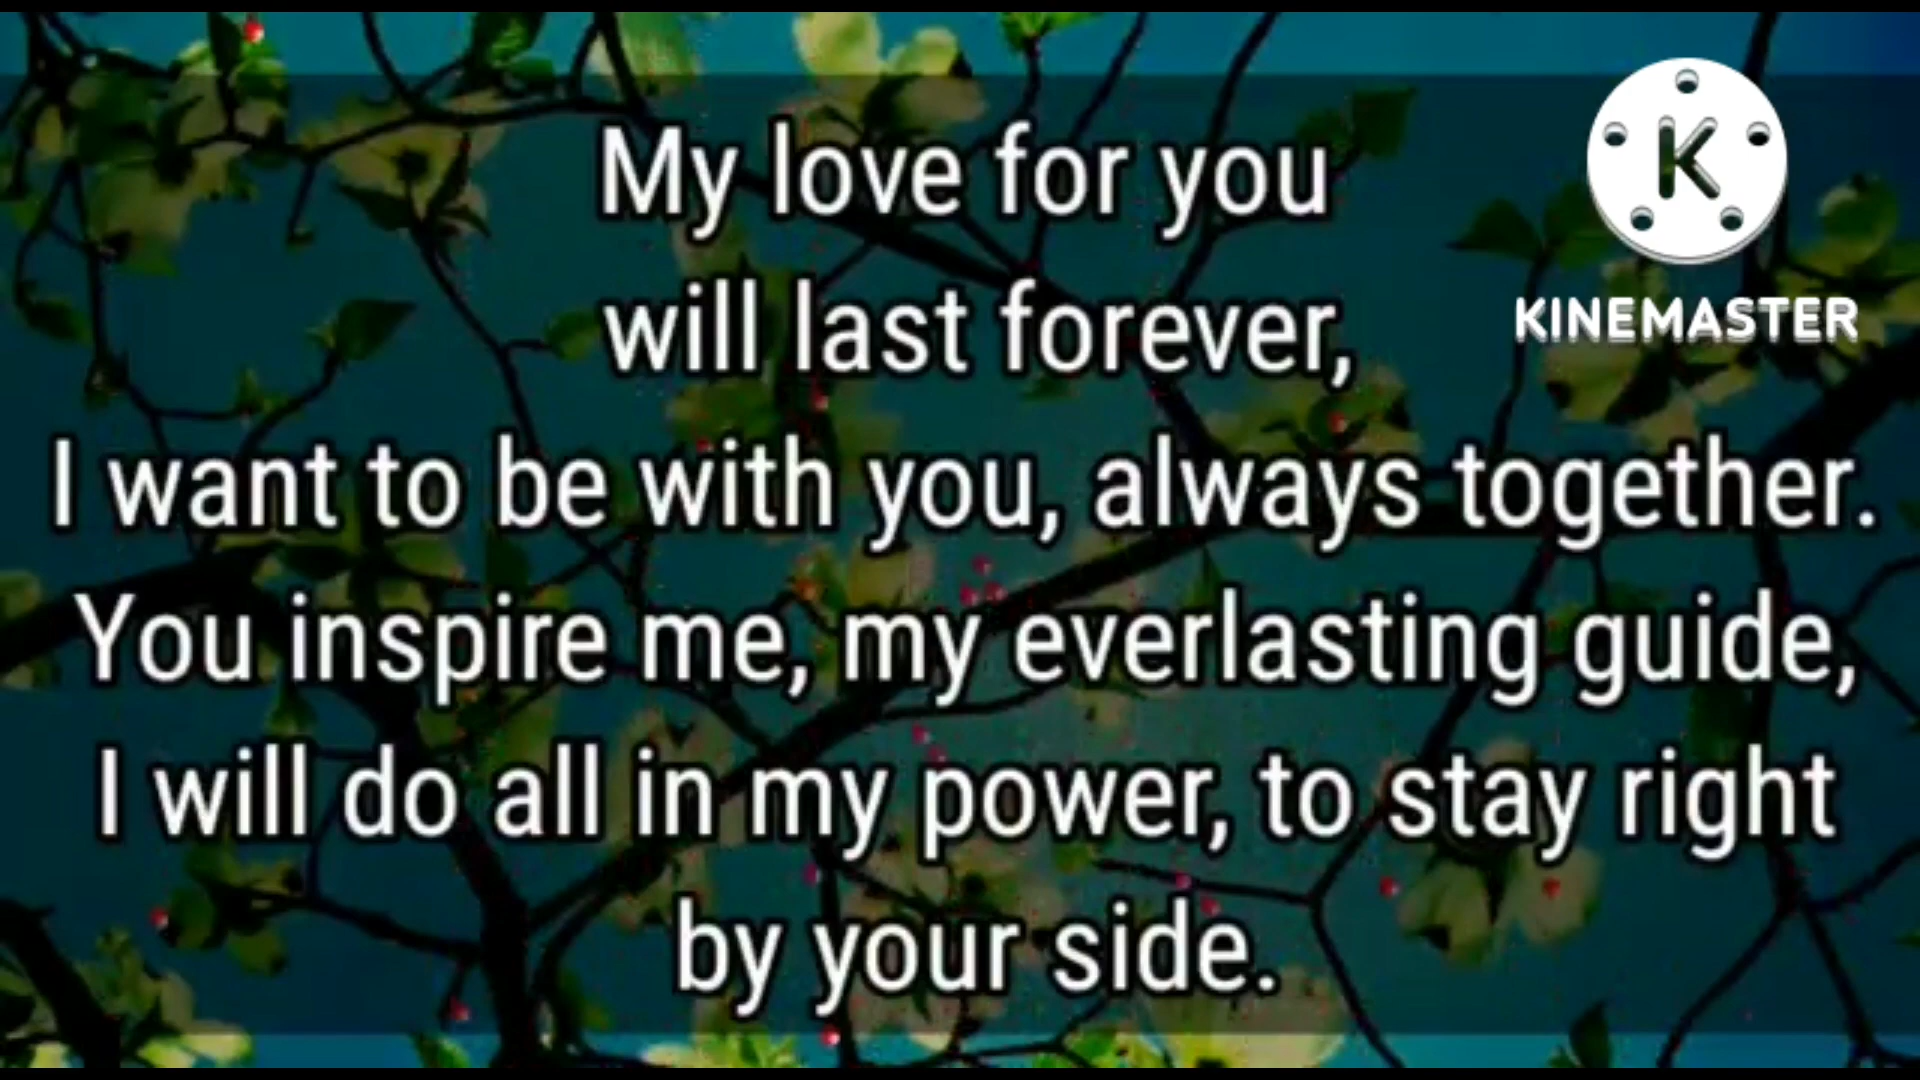 My love for you
will last forever,
I want to be with you, always together.
You inspire me, my everlasting guide,
I will do all in my power, to stay right
by your side.
K
KINEMASTER